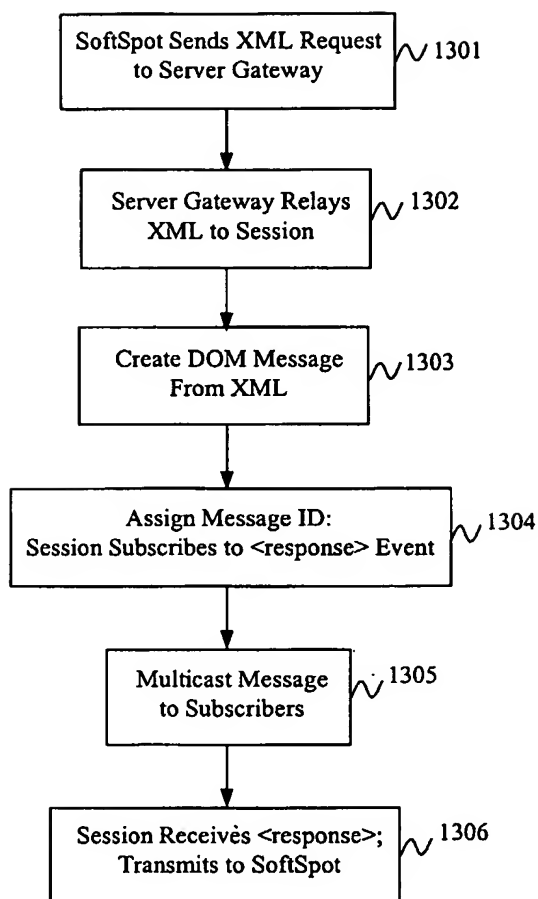 SoftSpot Sends XML Request
to Server Gateway
1301
Server Gateway Relays
XML to Session
1302
Create DOM Message
From XML
1303
Assign Message ID:
Session Subscribes to <response> Event
1304
Multicast Message
to Subscribers
1305
Session Receives <response>;
Transmits to SoftSpot
1306